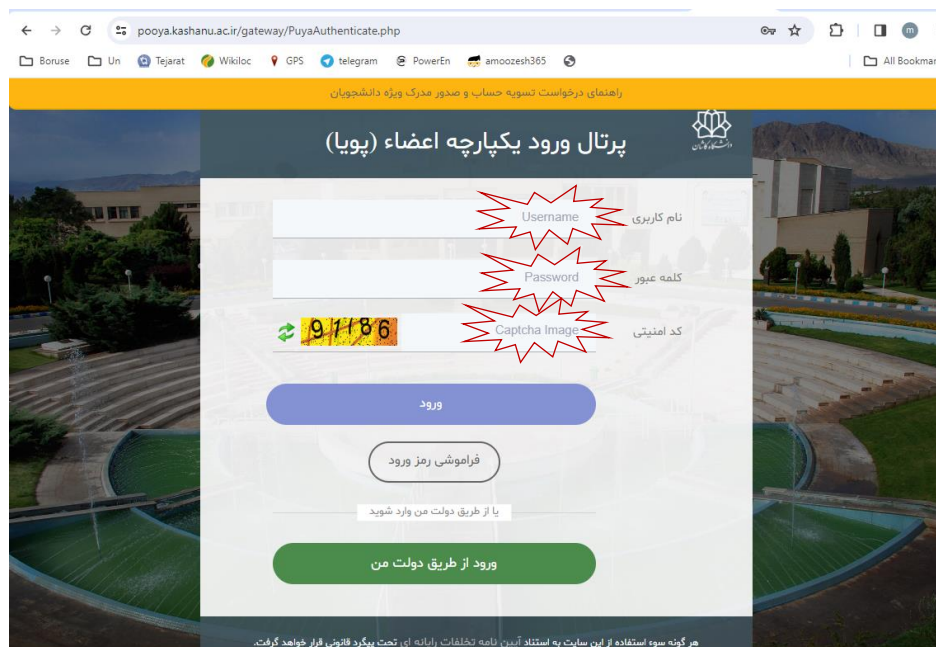 pooya.kashanu.ac.ir/gateway/PuyaAuthenticate.php
Boruse Un Tejarat Wikiloc GPS telegram PowerEn amoozesh365 All Bookmar
راهنمای درخواست تسویه حساب و صدور مدرک ویژه دانشجویان
پرتال ورود یکپارچه اعضاء (پویا)
دانشگاه کاشان
نام کاربری Username
کلمه عبور Password
کد امنیتی Captcha Image 91786
ورود
فراموشی رمز ورود
یا از طریق دولت من وارد شوید
ورود از طریق دولت من
هر گونه سوء استفاده از این سایت به استناد آیین نامه تخلفات رایانه ای تحت پیگرد قانونی قرار خواهد گرفت.